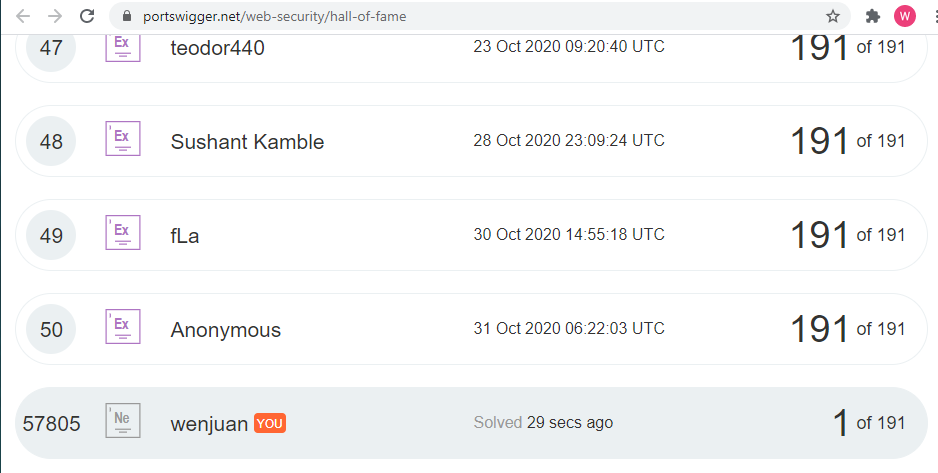 portswigger.net/web-security/hall-of-fame
W
47 Ex teodor440 23 Oct 2020 09:20:40 UTC 191 of 191
48 Ex Sushant Kamble 28 Oct 2020 23:09:24 UTC 191 of 191
49 Ex fLa 30 Oct 2020 14:55:18 UTC 191 of 191
50 Ex Anonymous 31 Oct 2020 06:22:03 UTC 191 of 191
57805 Ne wenjuan YOU Solved 29 secs ago 1 of 191